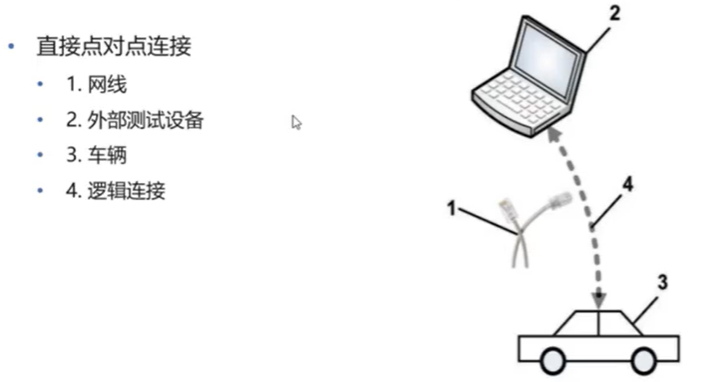 直接点对点连接
1. 网线
2. 外部测试设备
3. 车辆
4. 逻辑连接
2
4
1
3